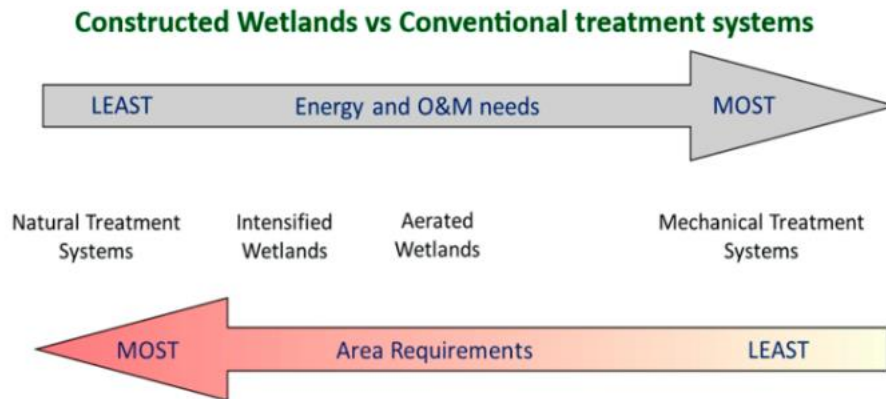 Constructed Wetlands vs Conventional treatment systems
LEAST Energy and O&M needs MOST
Natural Treatment Systems
Intensified Wetlands
Aerated Wetlands
Mechanical Treatment Systems
MOST Area Requirements LEAST